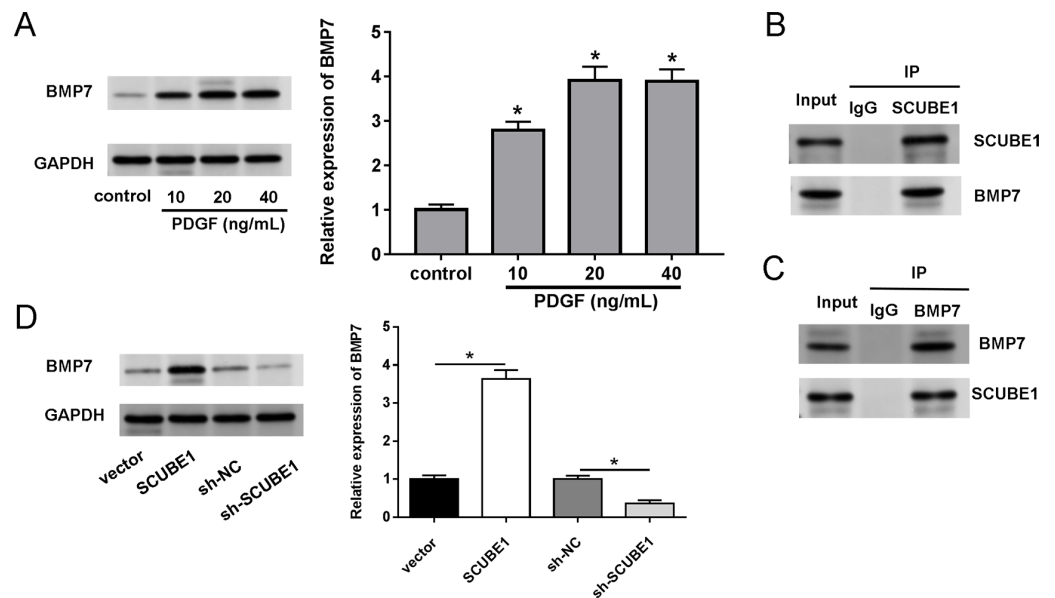 A
BMP7
GAPDH
control 10 20 40
PDGF (ng/mL)
Relative expression of BMP7
5
4
3
2
1
0
* * *
control 10 20 40
PDGF (ng/mL)
B
IP
Input IgG SCUBE1
SCUBE1
BMP7
C
IP
Input IgG BMP7
BMP7
SCUBE1
D
BMP7
GAPDH
vector SCUBE1 sh-NC sh-SCUBE1
Relative expression of BMP7
5
4
3
2
1
0
* *
vector SCUBE1 sh-NC sh-SCUBE1